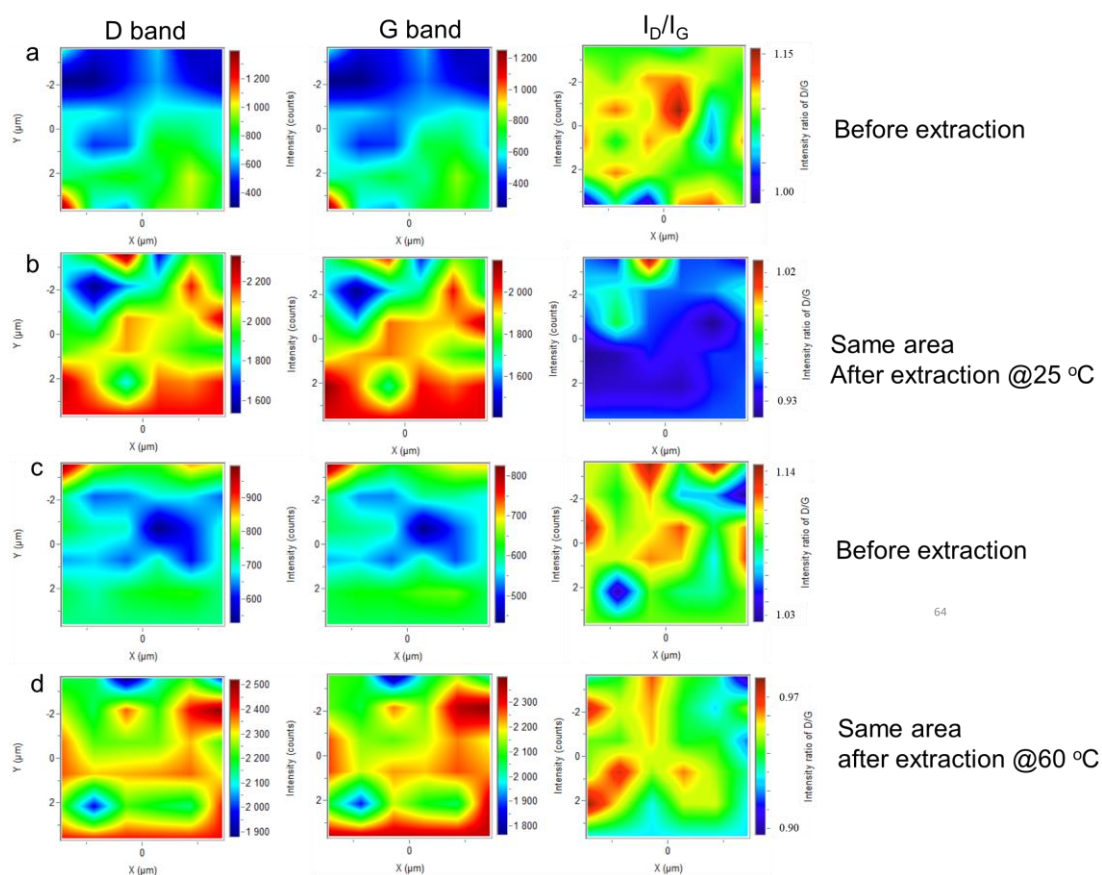 D band
G band
I_D/I_G
a
Y (µm)
-2
0
2
0
X (µm)
1 200
1 000
800
600
400
Intensity (counts)
-2
0
2
0
X (µm)
1 200
1 000
800
600
400
Intensity (counts)
-2
0
2
0
X (µm)
1.15
1.00
Intensity ratio of D/G
Before extraction
b
Y (µm)
-2
0
2
0
X (µm)
2 200
2 000
1 800
1 600
Intensity (counts)
-2
0
2
0
X (µm)
2 000
1 800
1 600
Intensity (counts)
-2
0
2
0
X (µm)
1.02
0.93
Intensity ratio of D/G
Same area
After extraction @25 °C
c
Y (µm)
-2
0
2
0
X (µm)
900
800
700
600
Intensity (counts)
-2
0
2
0
X (µm)
800
700
600
500
Intensity (counts)
-2
0
2
0
X (µm)
1.14
1.03
Intensity ratio of D/G
Before extraction
64
d
Y (µm)
-2
0
2
0
X (µm)
2 500
2 400
2 300
2 200
2 100
2 000
1 900
Intensity (counts)
-2
0
2
0
X (µm)
2 300
2 200
2 100
2 000
1 900
1 800
Intensity (counts)
-2
0
2
0
X (µm)
0.97
0.90
Intensity ratio of D/G
Same area
after extraction @60 °C